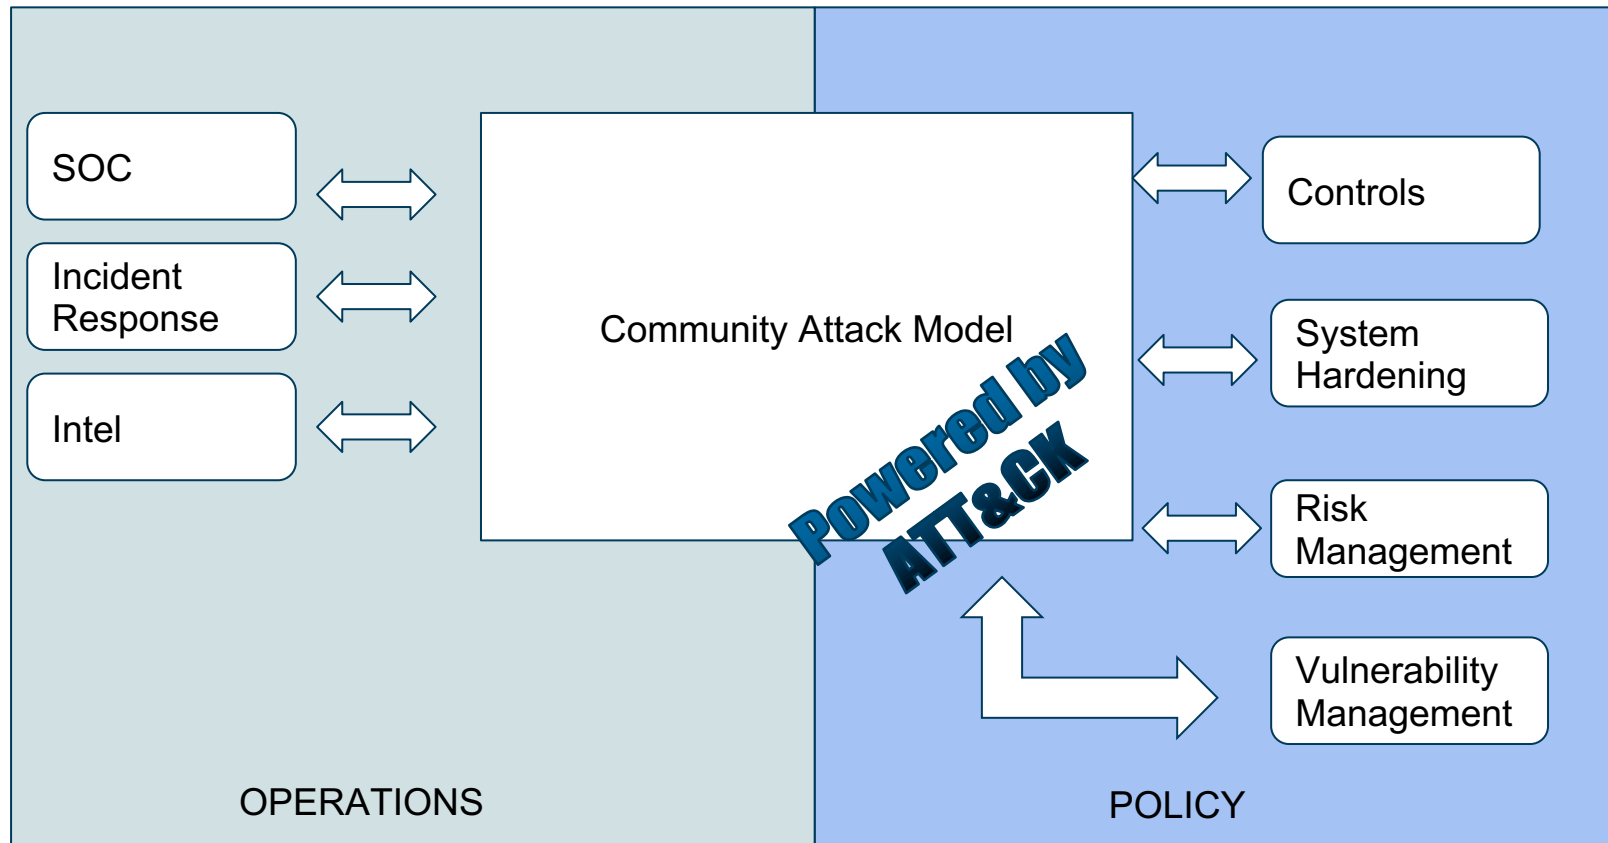 SOC
Incident
Response
Intel
Community Attack Model
Powered by
ATT&CK
Controls
System
Hardening
Risk
Management
Vulnerability
Management
OPERATIONS
POLICY